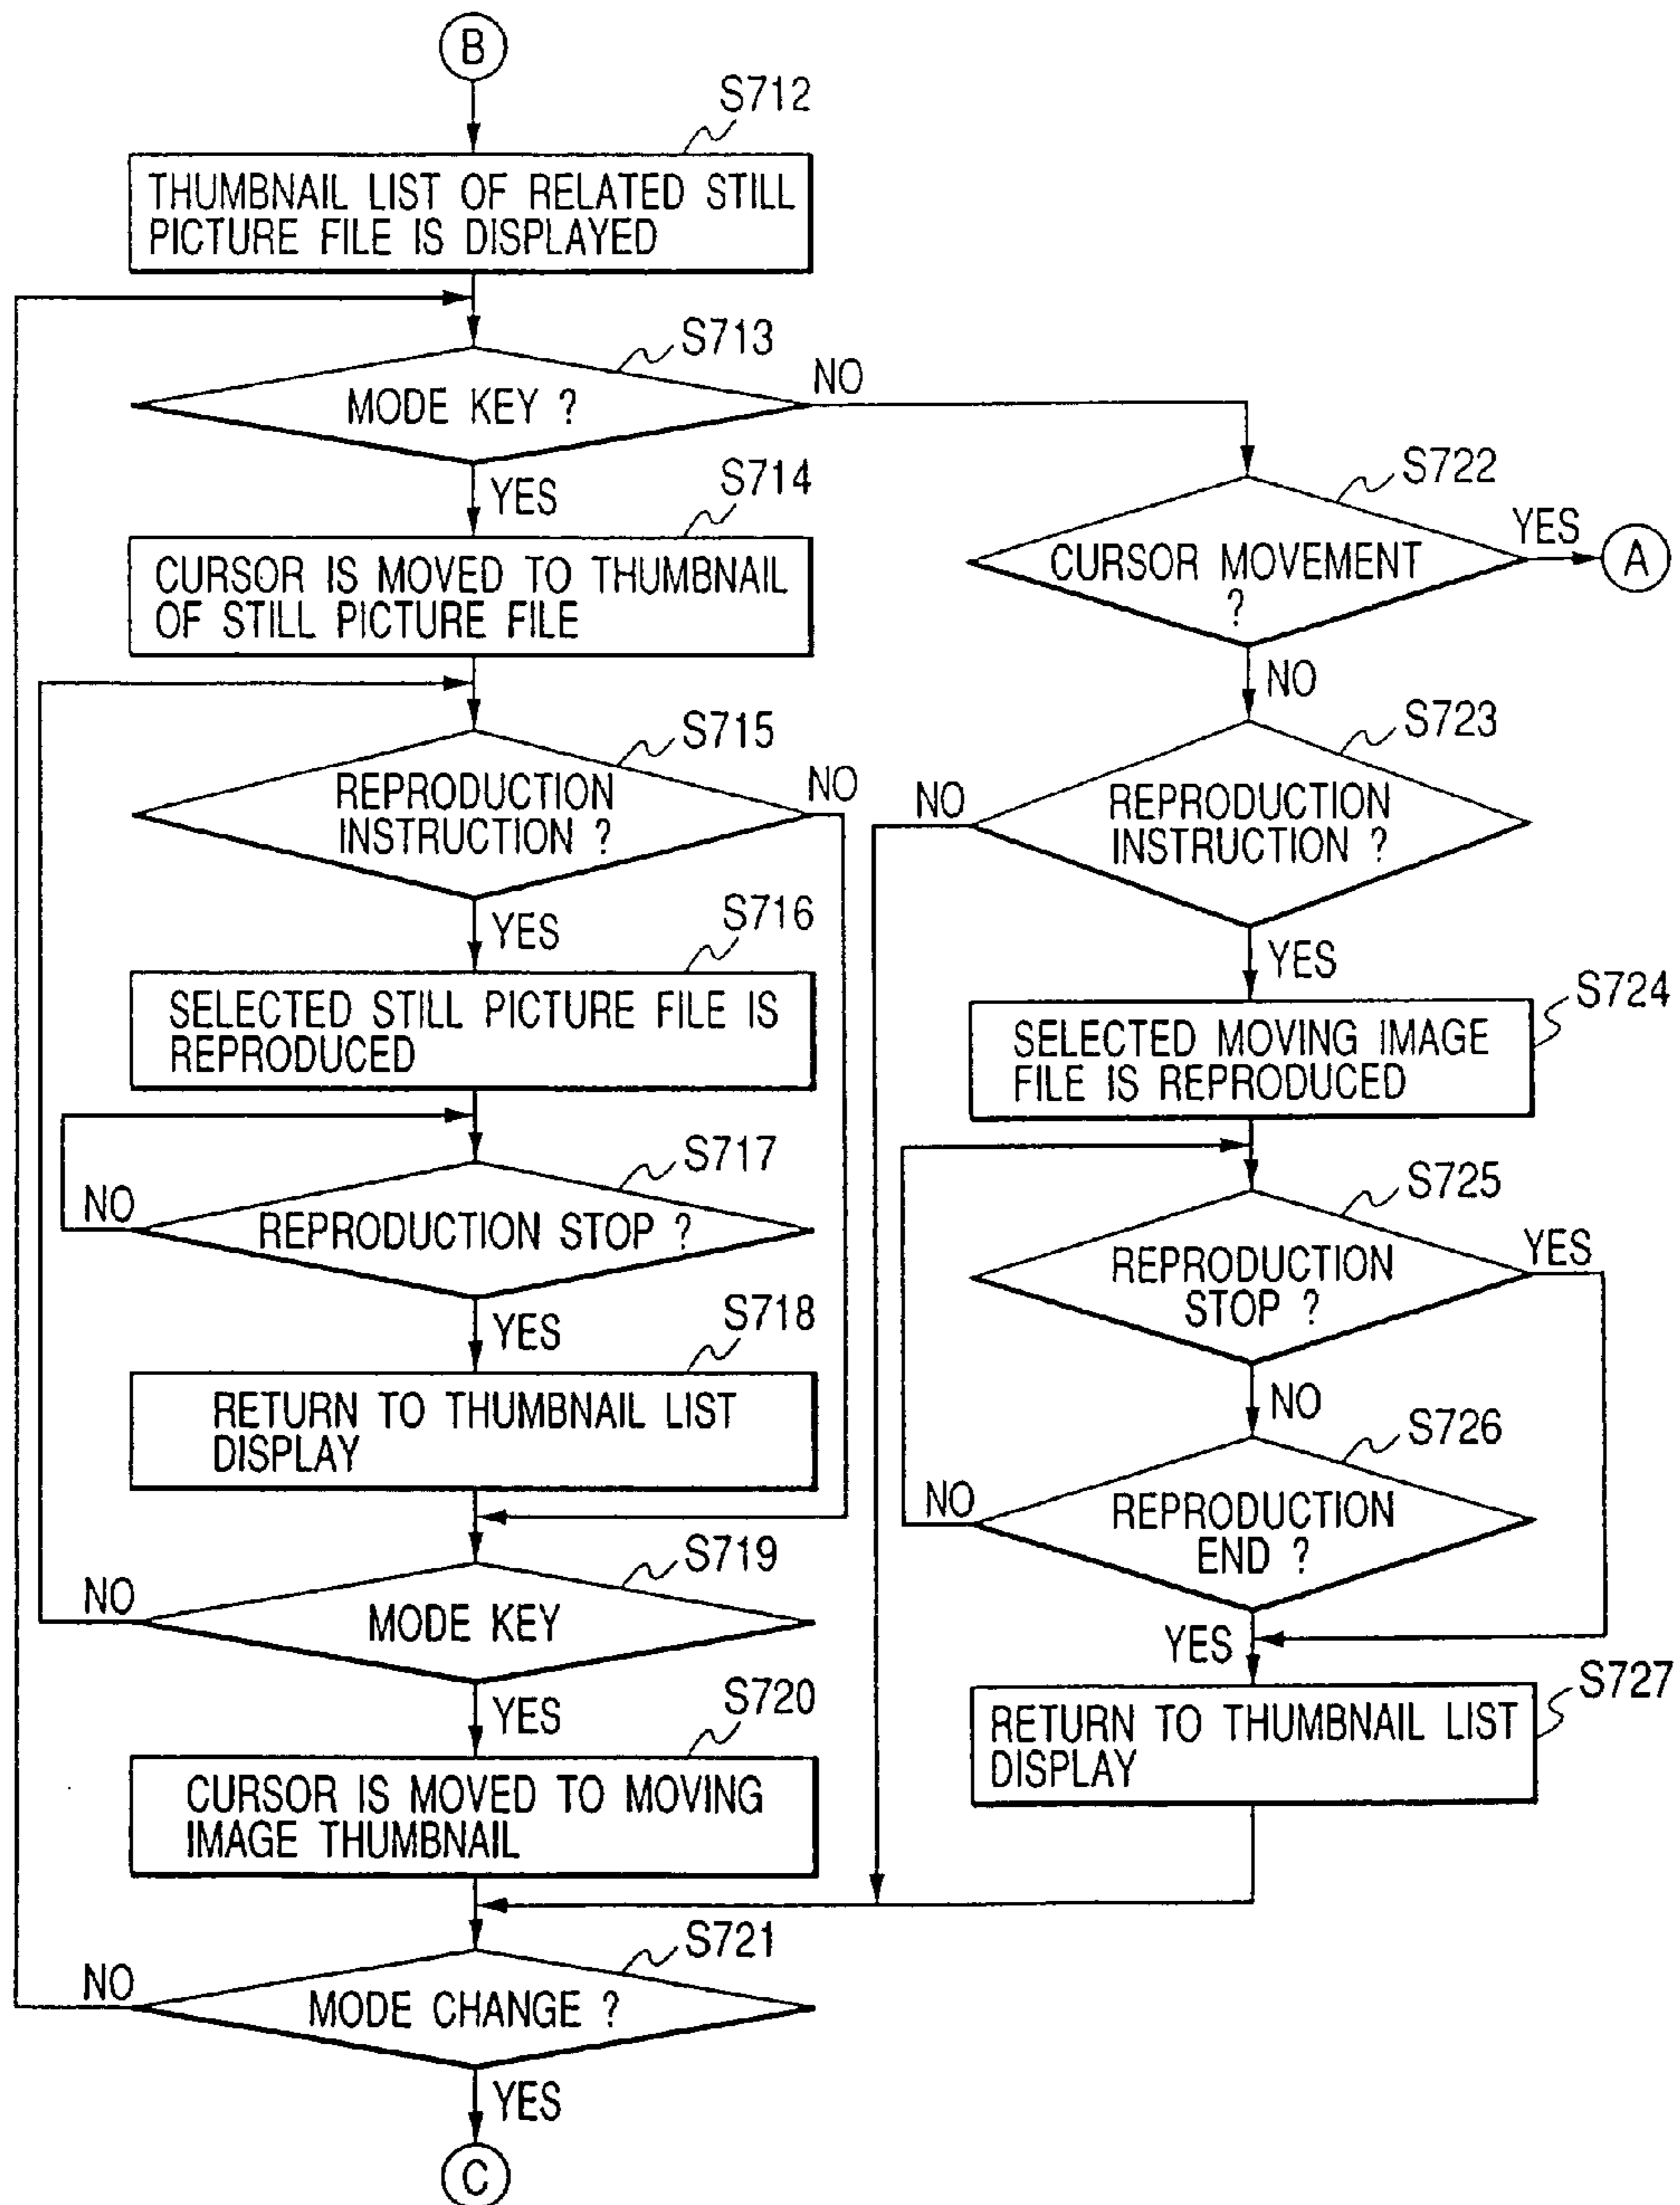 B
S712
THUMBNAIL LIST OF RELATED STILL
PICTURE FILE IS DISPLAYED
S713
MODE KEY ?
NO
YES
S714
CURSOR IS MOVED TO THUMBNAIL
OF STILL PICTURE FILE
S715
REPRODUCTION
INSTRUCTION ?
NO
YES
S716
SELECTED STILL PICTURE FILE IS
REPRODUCED
S717
REPRODUCTION STOP ?
NO
YES
S718
RETURN TO THUMBNAIL LIST
DISPLAY
S719
MODE KEY
NO
YES
S720
CURSOR IS MOVED TO MOVING
IMAGE THUMBNAIL
S721
MODE CHANGE ?
NO
YES
C
S722
CURSOR MOVEMENT
?
YES
A
NO
S723
REPRODUCTION
INSTRUCTION ?
NO
YES
S724
SELECTED MOVING IMAGE
FILE IS REPRODUCED
S725
REPRODUCTION
STOP ?
YES
NO
S726
REPRODUCTION
END ?
NO
YES
S727
RETURN TO THUMBNAIL LIST
DISPLAY